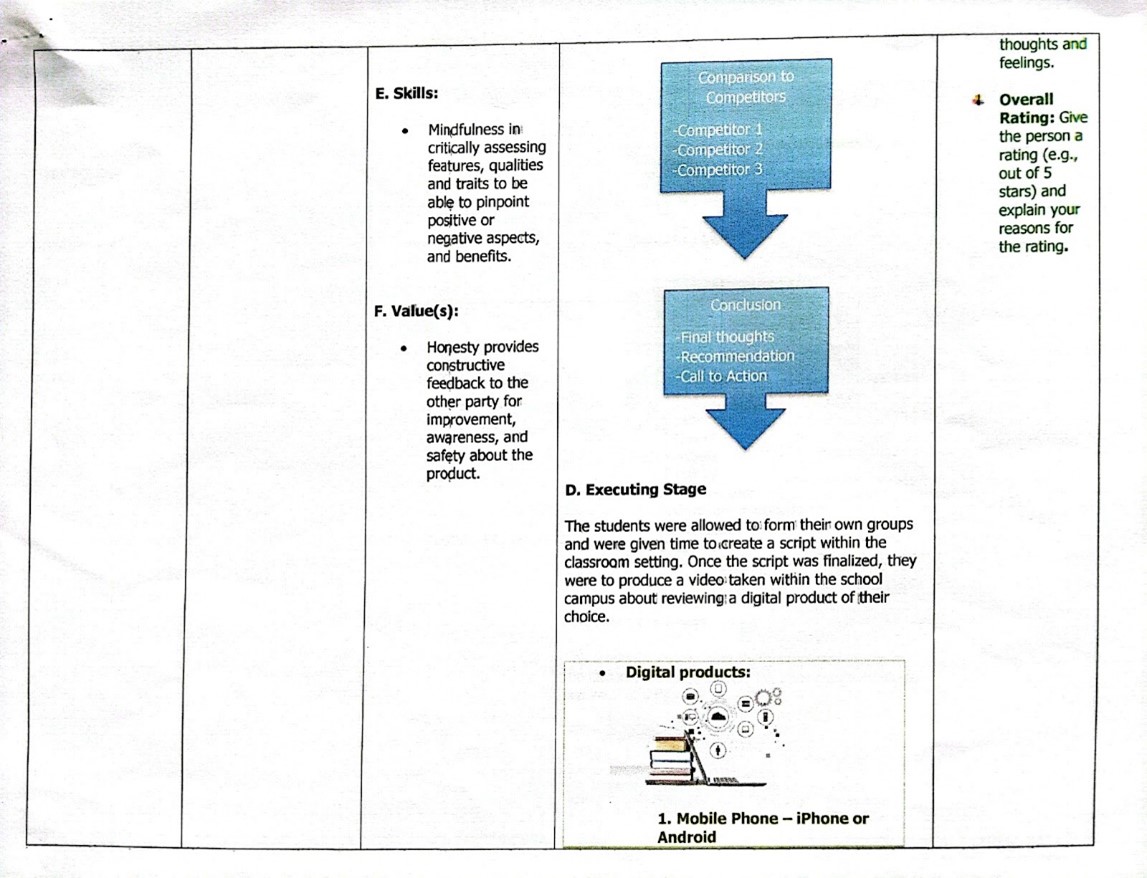 E. Skills:
• Mindfulness in
critically assessing
features, qualities
and traits to be
able to pinpoint
positive or
negative aspects,
and benefits.
F. Value(s):
• Honesty provides
constructive
feedback to the
other party for
improvement,
awareness, and
safety about the
product.
Comparison to
Competitors
-Competitor 1
-Competitor 2
-Competitor 3
Conclusion
-Final thoughts
-Recommendation
-Call to Action
D. Executing Stage
The students were allowed to form their own groups
and were given time to create a script within the
classroom setting. Once the script was finalized, they
were to produce a video taken within the school
campus about reviewing a digital product of their
choice.
• Digital products:
1. Mobile Phone – iPhone or
Android
thoughts and
feelings.
Overall
Rating: Give
the person a
rating (e.g.,
out of 5
stars) and
explain your
reasons for
the rating.